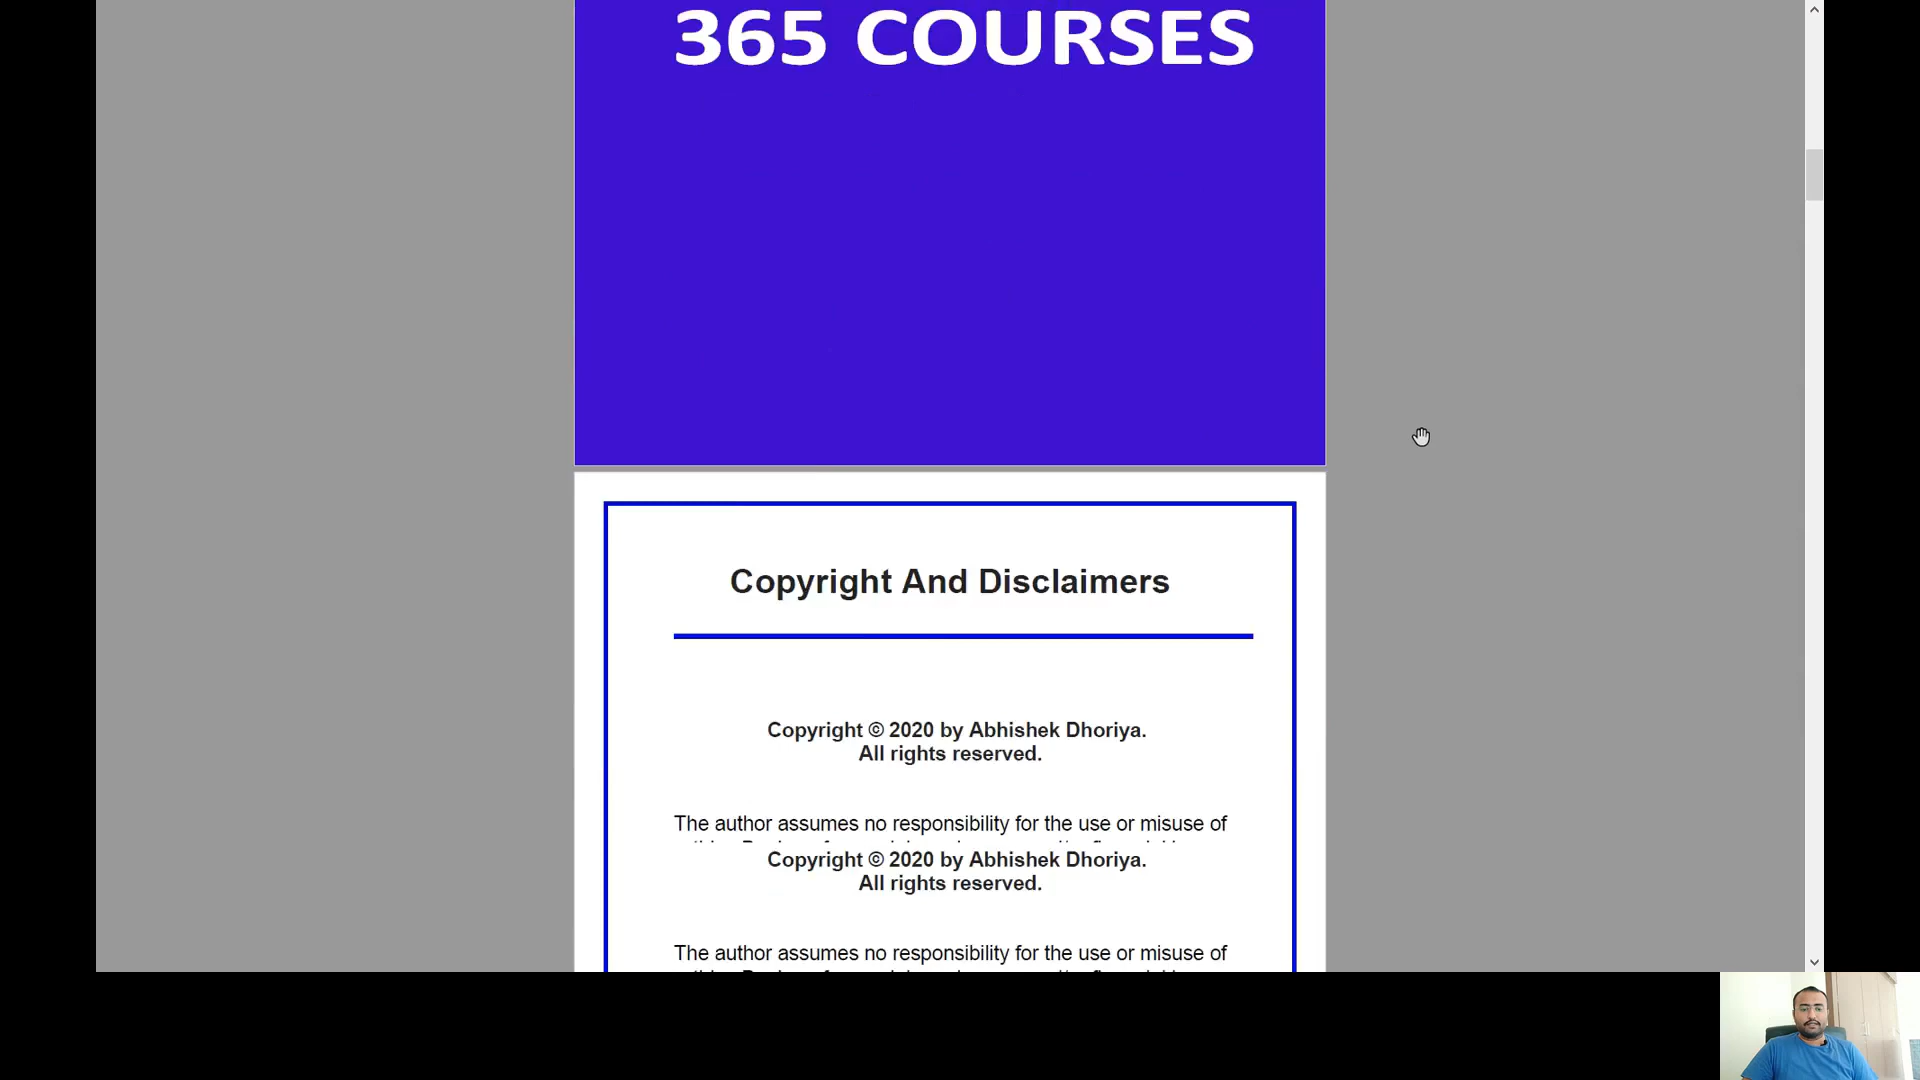 365 COURSES
Copyright And Disclaimers
Copyright © 2020 by Abhishek Dhoriya.
All rights reserved.
The author assumes no responsibility for the use or misuse of
Copyright © 2020 by Abhishek Dhoriya.
All rights reserved.
The author assumes no responsibility for the use or misuse of